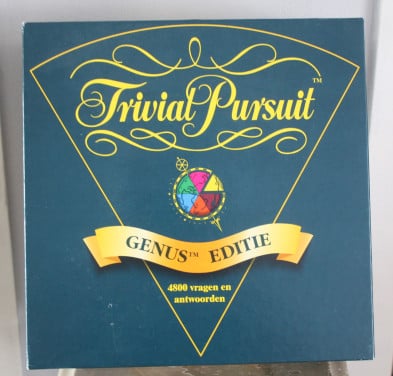 Trivial Pursuit™
GENUS™ EDITIE
4800 vragen en
antwoorden